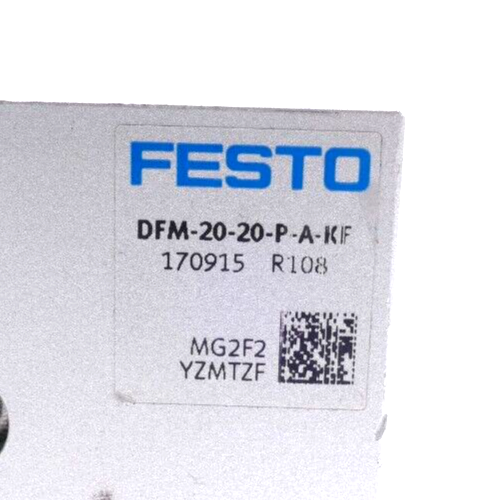 FESTO
DFM-20-20-P-A-KF
170915 R108
MG2F2
YZMTZF